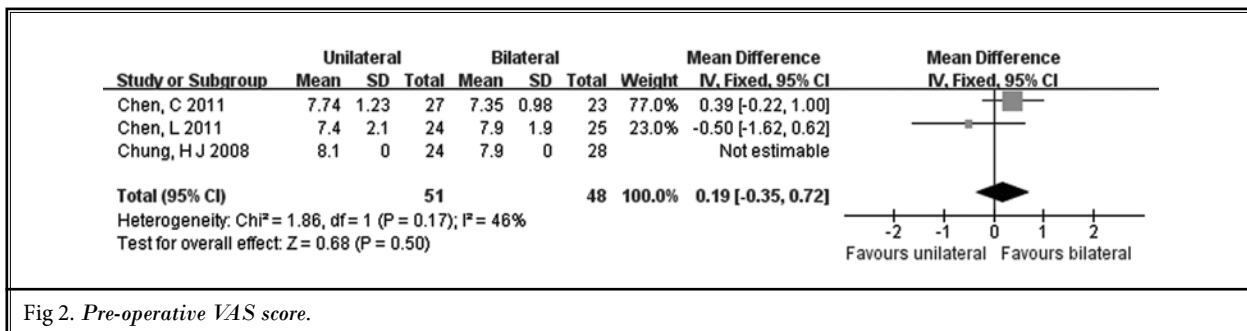 Unilateral Bilateral Mean Difference Mean Difference
Study or Subgroup Mean SD Total Mean SD Total Weight IV, Fixed, 95% CI IV, Fixed, 95% CI
Chen, C 2011 7.74 1.23 27 7.35 0.98 23 77.0% 0.39 [-0.22, 1.00]
Chen, L 2011 7.4 2.1 24 7.9 1.9 25 23.0% -0.50 [-1.62, 0.62]
Chung, H J 2008 8.1 0 24 7.9 0 28 Not estimable
Total (95% CI) 51 48 100.0% 0.19 [-0.35, 0.72]
Heterogeneity: Chi² = 1.86, df = 1 (P = 0.17); I² = 46%
Test for overall effect: Z = 0.68 (P = 0.50)
-2 -1 0 1 2
Favours unilateral Favours bilateral
Fig 2. Pre-operative VAS score.